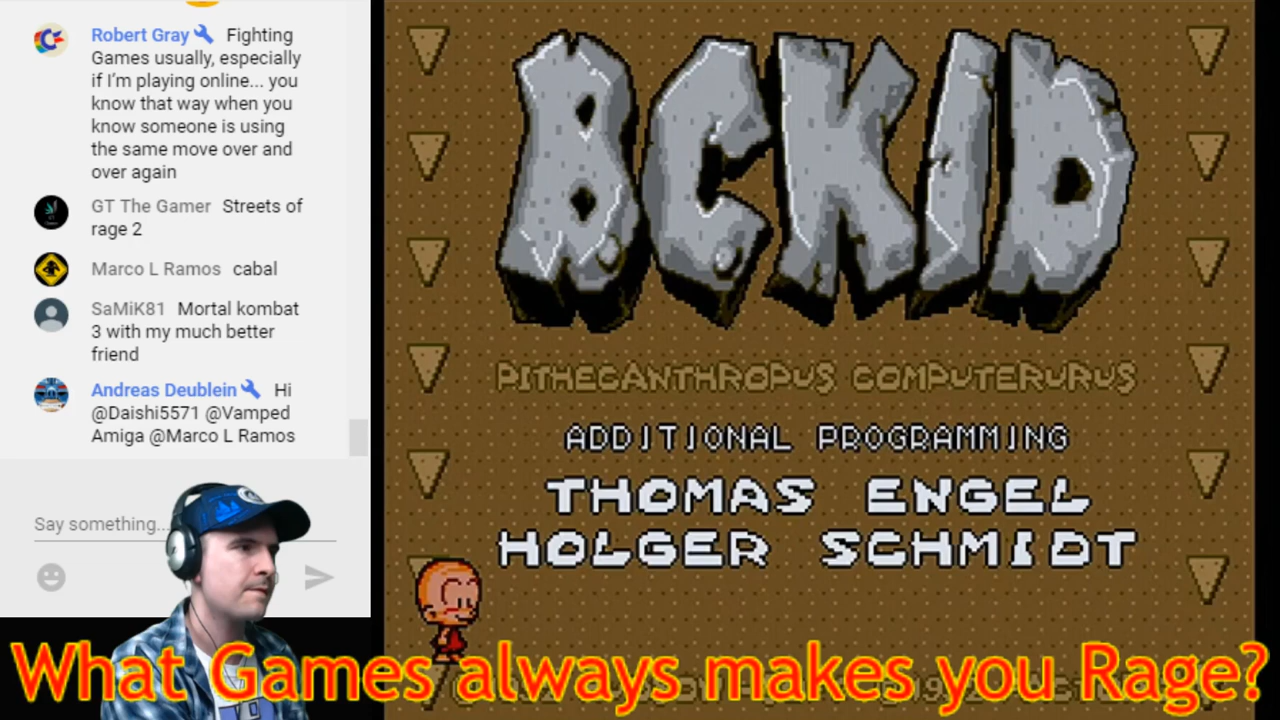 Robert Gray Fighting
Games usually, especially
if I'm playing online... you
know that way when you
know someone is using
the same move over and
over again
GT The Gamer Streets of
rage 2
Marco L Ramos cabal
SaMiK81 Mortal kombat
3 with my much better
friend
Andreas Deublein Hi
@Daishi5571 @Vamped
Amiga @Marco L Ramos
Say something...
BCKID
PITHECANTHROPUS COMPUTERURUS
ADDITIONAL PROGRAMMING
THOMAS ENGEL
HOLGER SCHMIDT
What Games always makes you Rage?